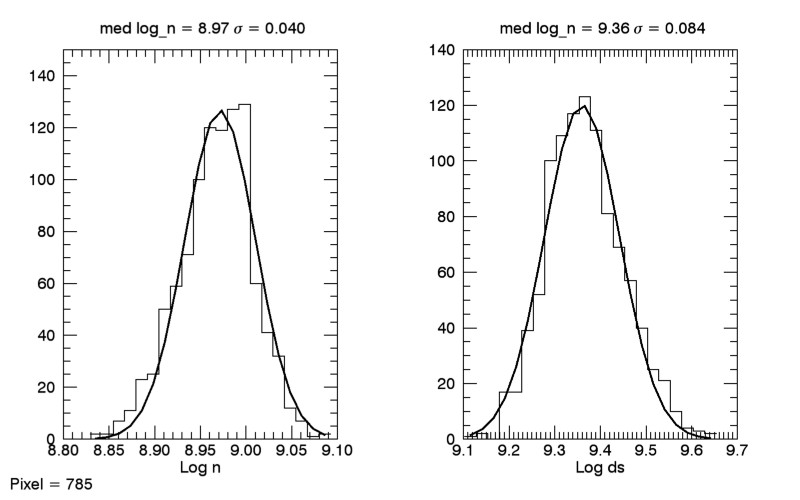 med log_n = 8.97 σ = 0.040
140
120
100
80
60
40
20
0
8.80 8.85 8.90 8.95 9.00 9.05 9.10
Log n
med log_n = 9.36 σ = 0.084
140
120
100
80
60
40
20
0
9.1 9.2 9.3 9.4 9.5 9.6 9.7
Log ds
Pixel = 785